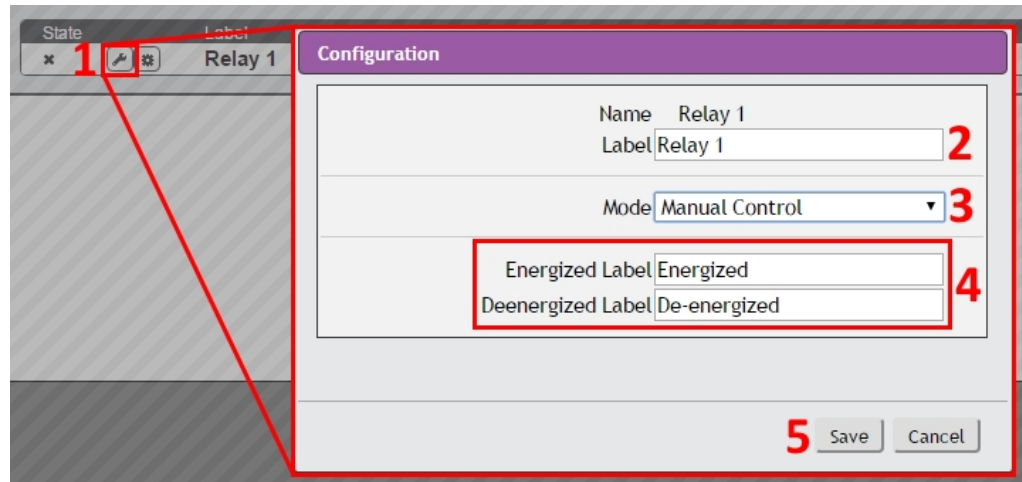 State Label
1 Relay 1
Configuration
Name Relay 1
Label Relay 1 2
Mode Manual Control 3
Energized Label Energized
4
Deenergized Label De-energized
5 Save Cancel